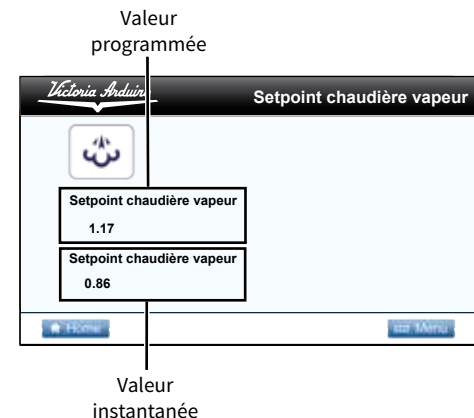 Valeur
programmée
Victoria Arduino
Setpoint chaudière vapeur
Setpoint chaudière vapeur
1.17
Setpoint chaudière vapeur
0.86
Home
Menu
Valeur
instantanée